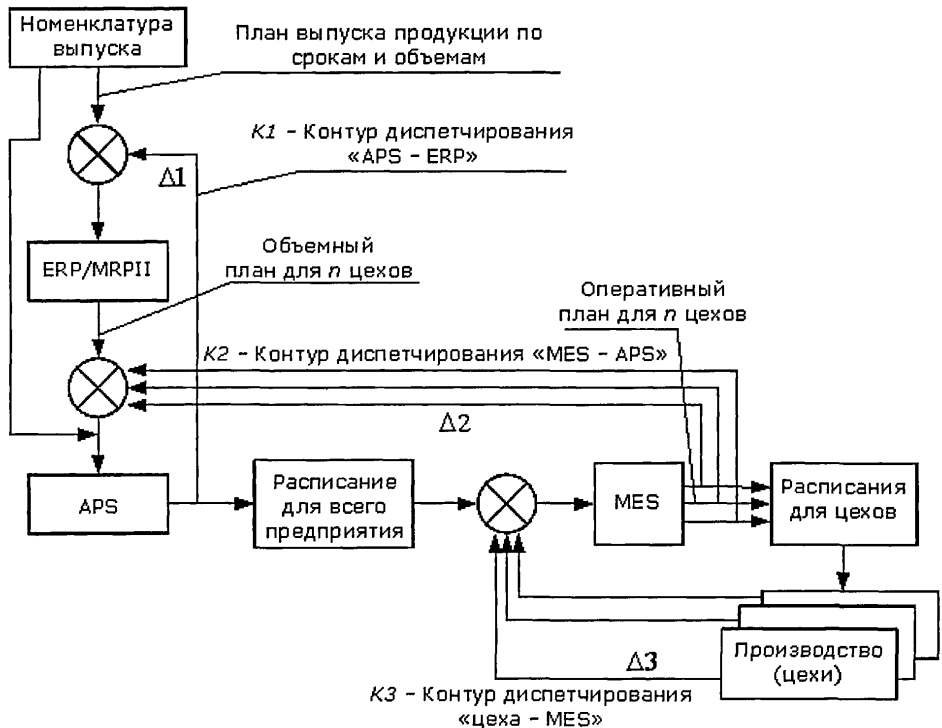 Номенклатура
выпуска
План выпуска продукции по
срокам и объемам
K1 – Контур диспетчирования
«APS – ERP»
Δ1
ERP/MRPII
Объемный
план для n цехов
Оперативный
план для n цехов
K2 – Контур диспетчирования «MES – APS»
Δ2
APS
Расписание
для всего
предприятия
MES
Расписания
для цехов
Производство
(цехи)
Δ3
K3 – Контур диспетчирования
«цеха – MES»